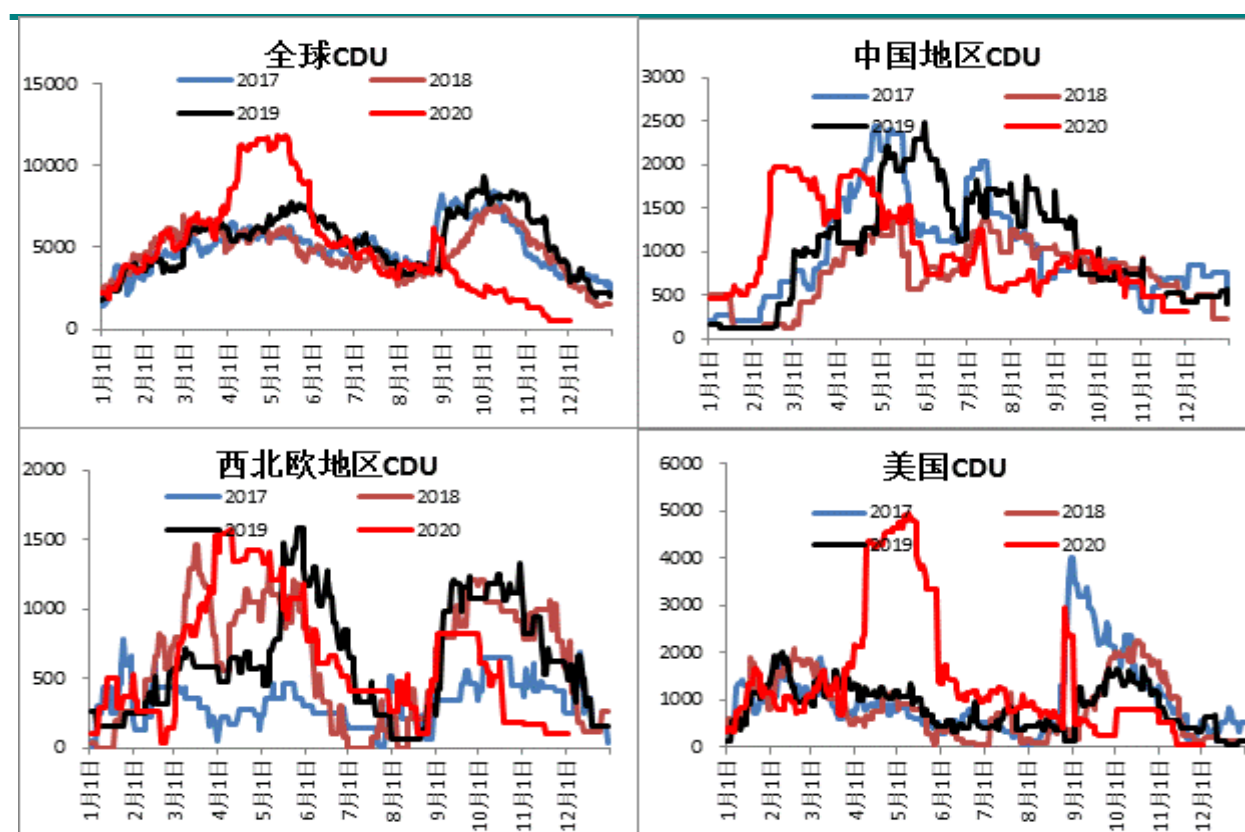 全球CDU
2017
2018
2019
2020
15000
10000
5000
0
1月1日
2月1日
3月1日
4月1日
5月1日
6月1日
7月1日
8月1日
9月1日
10月1日
11月1日
12月1日
中国地区CDU
2017
2018
2019
2020
3000
2500
2000
1500
1000
500
0
1月1日
2月1日
3月1日
4月1日
5月1日
6月1日
7月1日
8月1日
9月1日
10月1日
11月1日
12月1日
西北欧地区CDU
2017
2018
2019
2020
2000
1500
1000
500
0
1月1日
2月1日
3月1日
4月1日
5月1日
6月1日
7月1日
8月1日
9月1日
10月1日
11月1日
12月1日
美国CDU
2017
2018
2019
2020
6000
5000
4000
3000
2000
1000
0
1月1日
2月1日
3月1日
4月1日
5月1日
6月1日
7月1日
8月1日
9月1日
10月1日
11月1日
12月1日